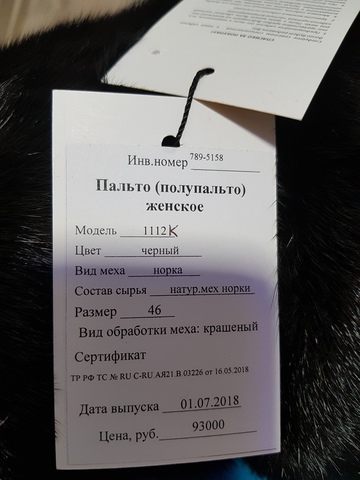 Инв.номер 789-5158
Пальто (полупальто)
женское
Модель 1112К
Цвет черный
Вид меха норка
Состав сырья натур.мех норки
Размер 46
Вид обработки меха: крашеный
Сертификат
ТР РФ ТС № RU C-RU АЯ21.В 03226 от 16.05.2018
Дата выпуска 01.07.2018
Цена, руб. 93000